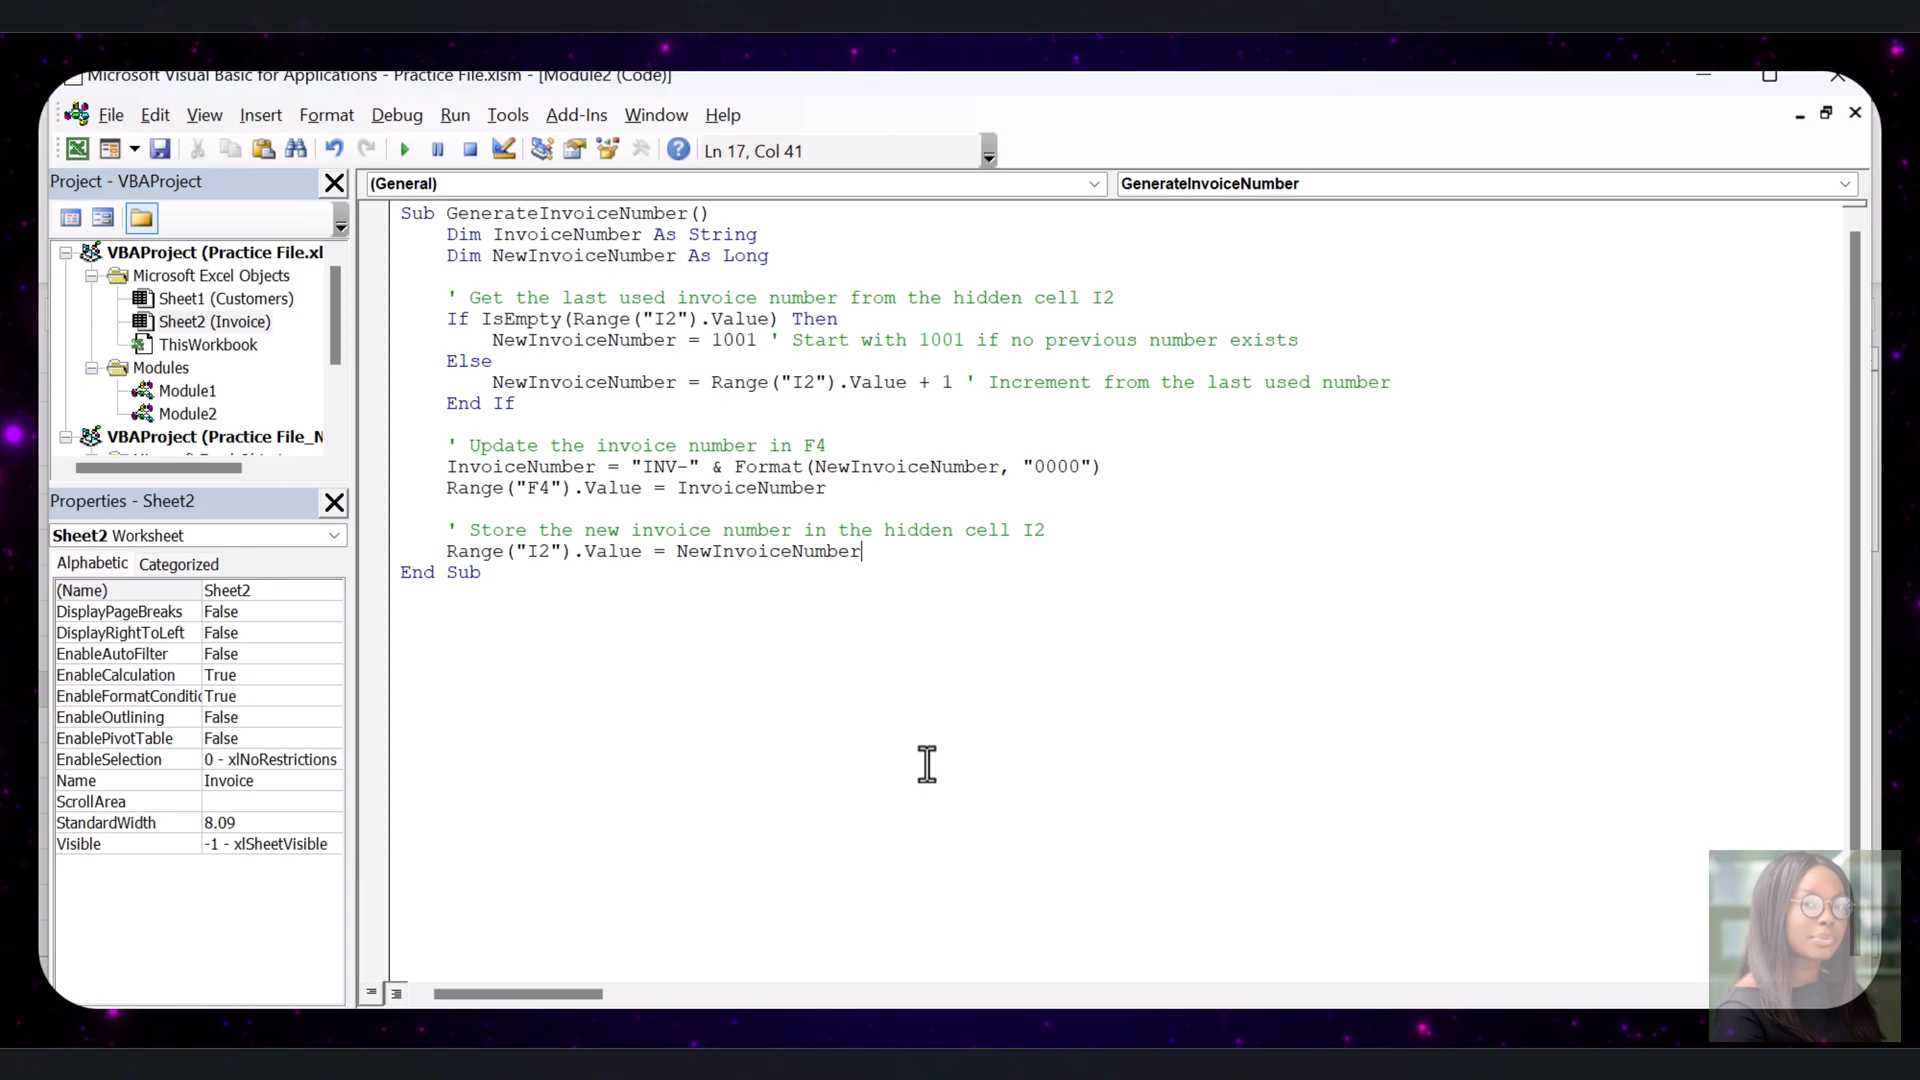 Microsoft Visual Basic for Applications - Practice File.xlsm - [Module2 (Code)]
File Edit View Insert Format Debug Run Tools Add-Ins Window Help
Ln 17, Col 41
Project - VBAProject
(General)
GenerateInvoiceNumber
VBAProject (Practice File.xl
Microsoft Excel Objects
Sheet1 (Customers)
Sheet2 (Invoice)
ThisWorkbook
Modules
Module1
Module2
VBAProject (Practice File_N
Properties - Sheet2
Sheet2 Worksheet
Alphabetic Categorized
(Name) Sheet2
DisplayPageBreaks False
DisplayRightToLeft False
EnableAutoFilter False
EnableCalculation True
EnableFormatConditic True
EnableOutlining False
EnablePivotTable False
EnableSelection 0 - xlNoRestrictions
Name Invoice
ScrollArea
StandardWidth 8.09
Visible -1 - xlSheetVisible
Sub GenerateInvoiceNumber()
Dim InvoiceNumber As String
Dim NewInvoiceNumber As Long
' Get the last used invoice number from the hidden cell I2
If IsEmpty(Range("I2").Value) Then
NewInvoiceNumber = 1001 ' Start with 1001 if no previous number exists
Else
NewInvoiceNumber = Range("I2").Value + 1 ' Increment from the last used number
End If
' Update the invoice number in F4
InvoiceNumber = "INV-" & Format(NewInvoiceNumber, "0000")
Range("F4").Value = InvoiceNumber
' Store the new invoice number in the hidden cell I2
Range("I2").Value = NewInvoiceNumber
End Sub